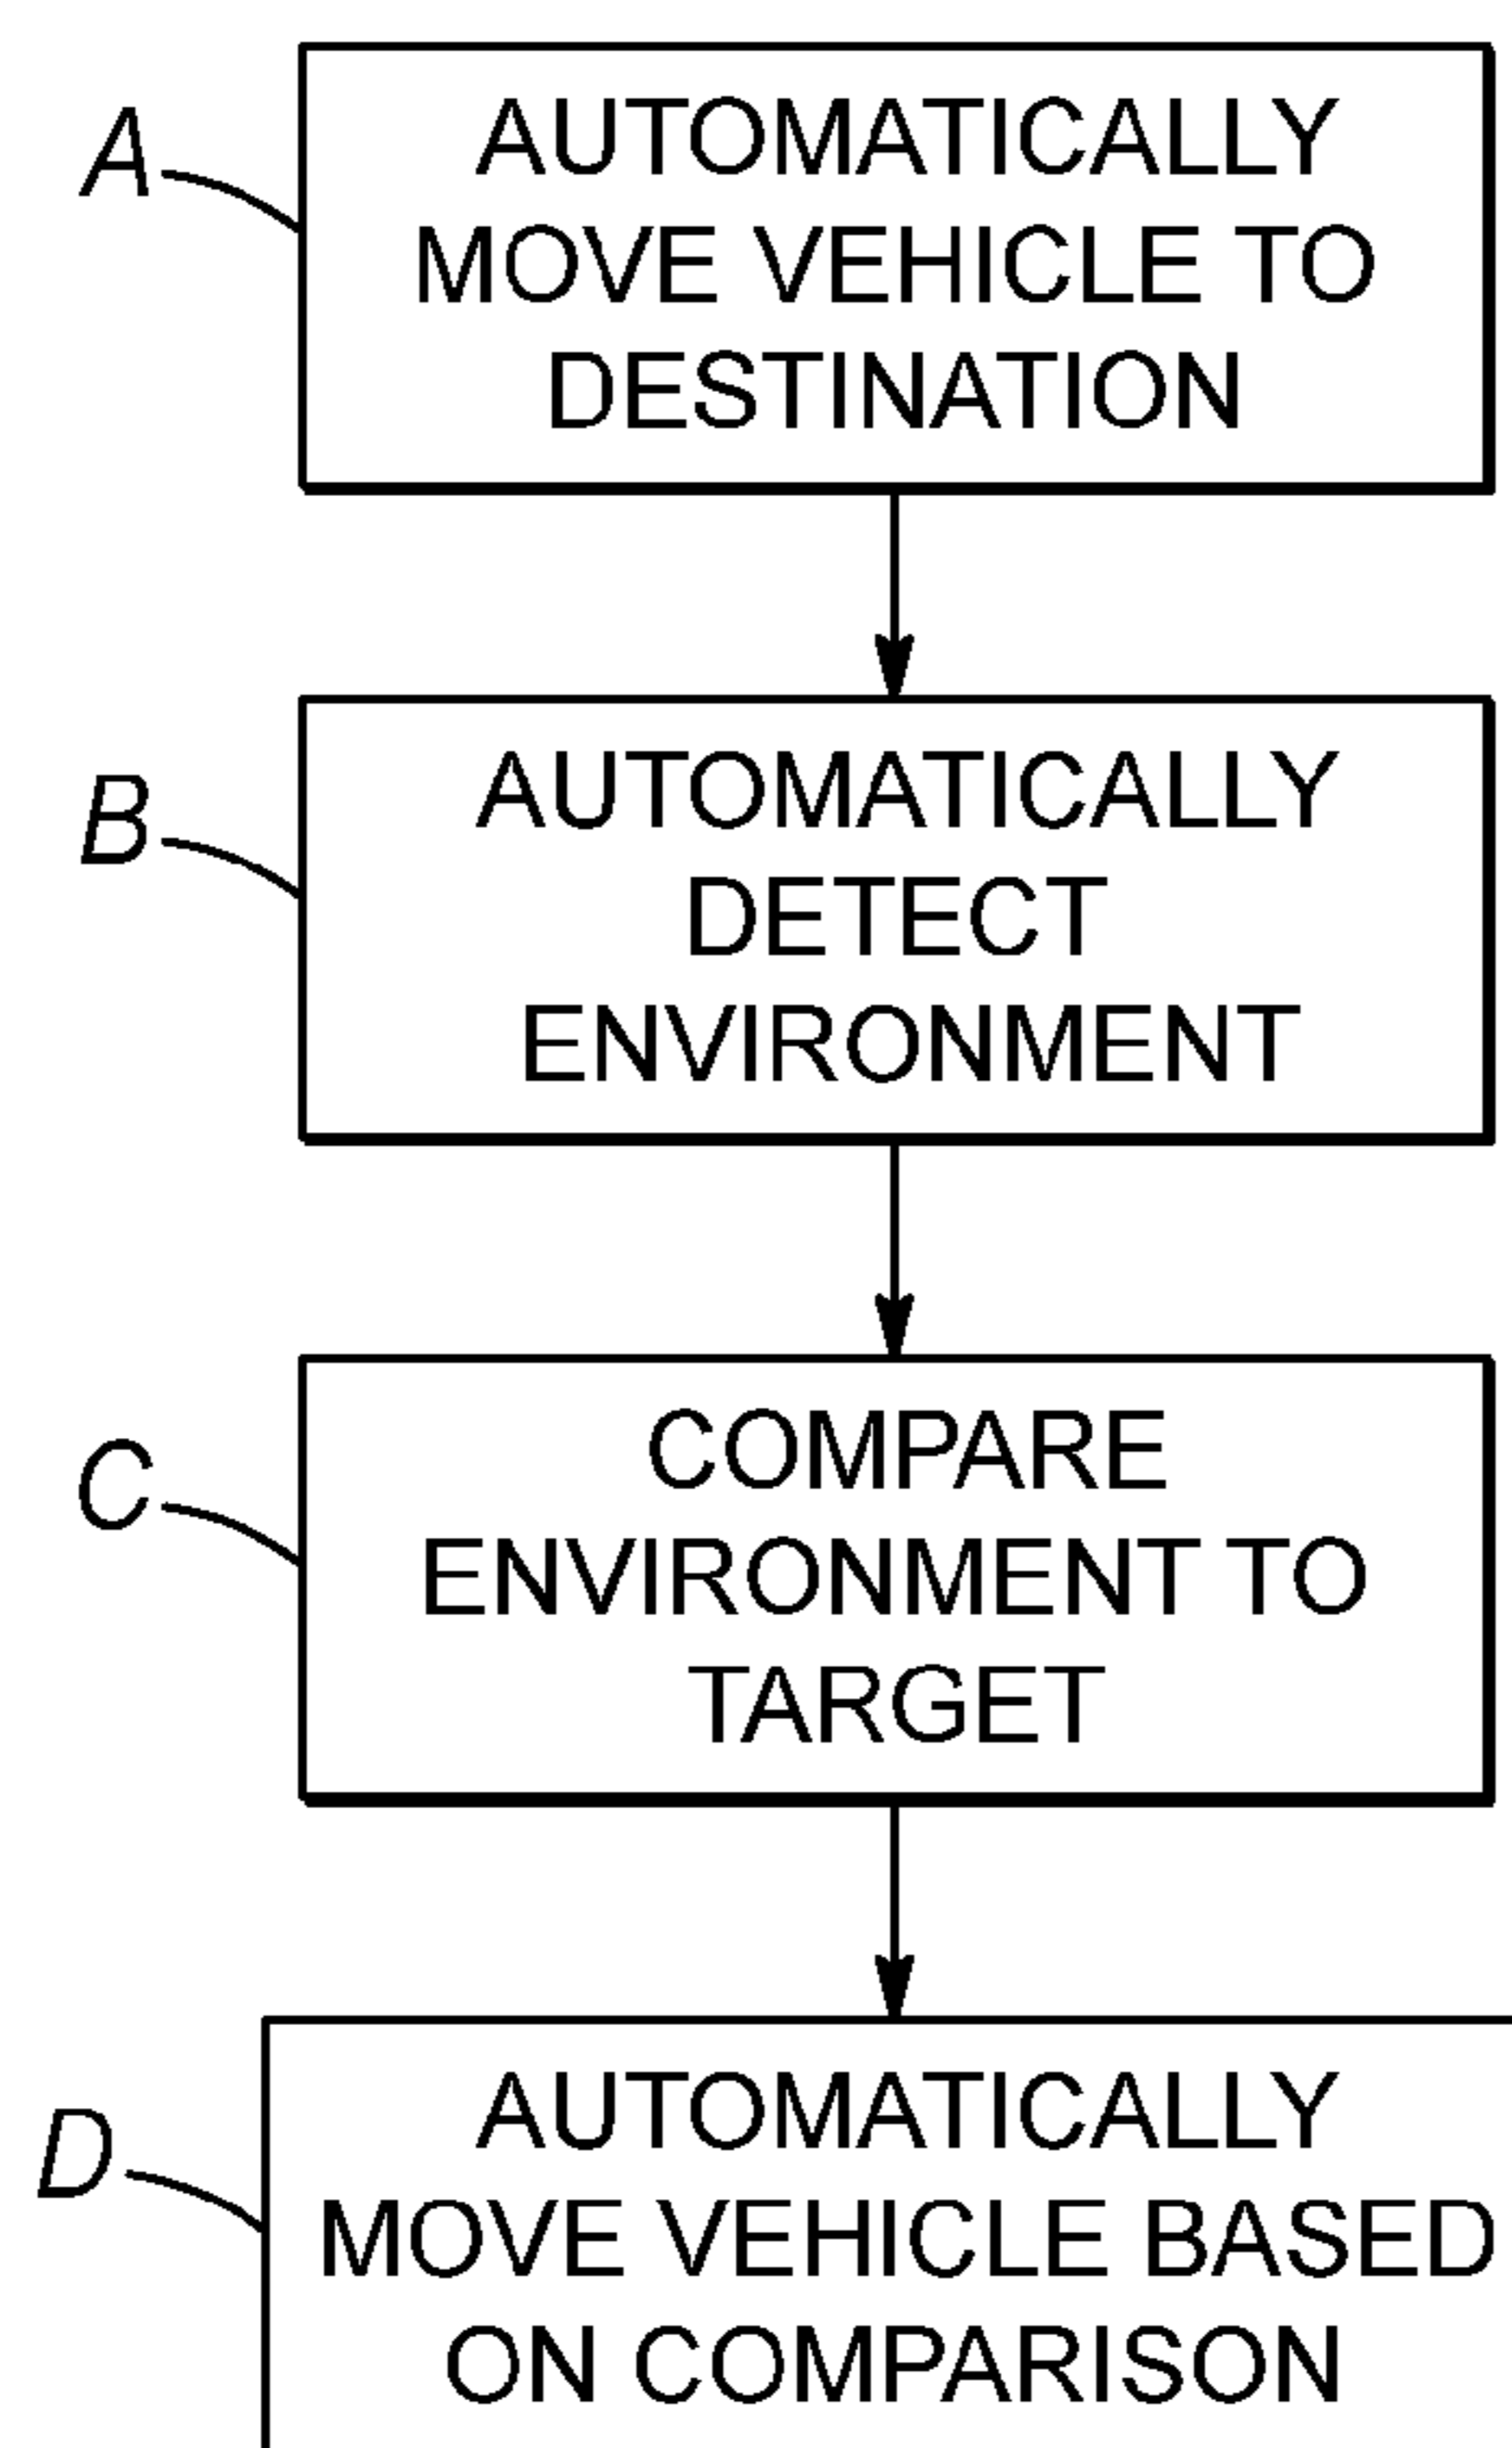 A
AUTOMATICALLY
MOVE VEHICLE TO
DESTINATION
B
AUTOMATICALLY
DETECT
ENVIRONMENT
C
COMPARE
ENVIRONMENT TO
TARGET
D
AUTOMATICALLY
MOVE VEHICLE BASED
ON COMPARISON